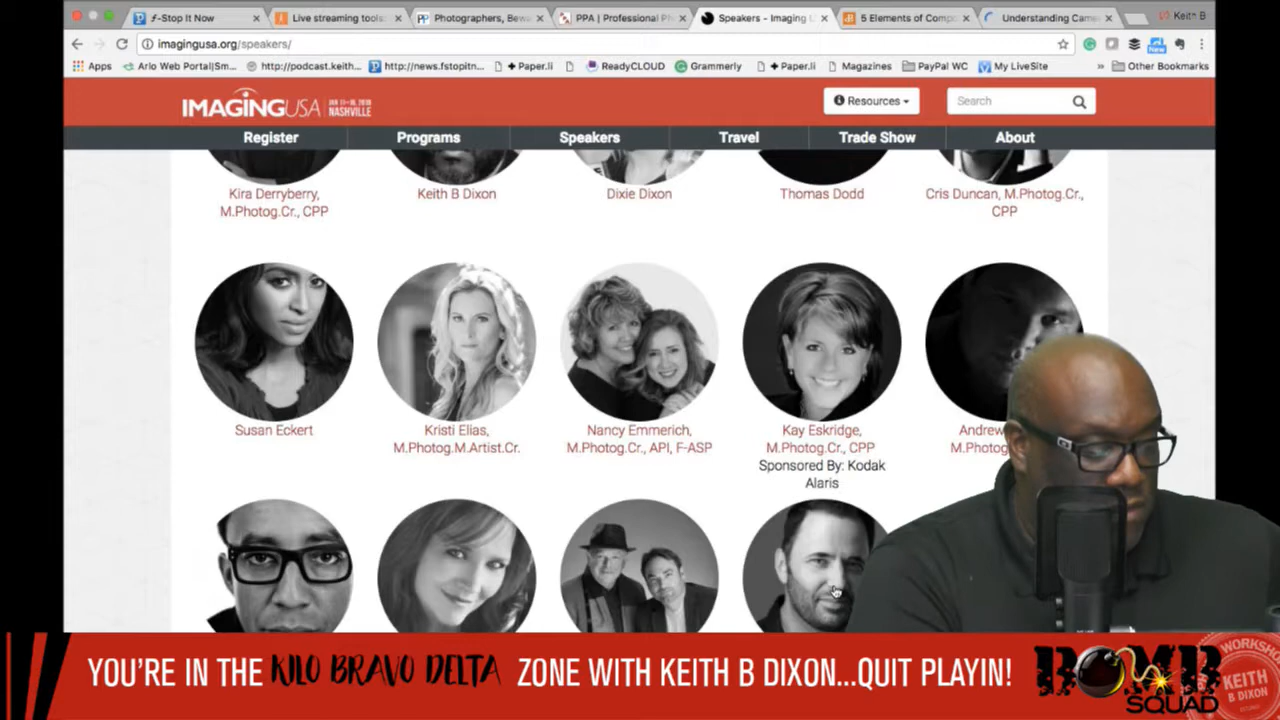 f-Stop It Now
Live streaming tools:
Photographers, Bewa
PPA | Professional Ph
Speakers - Imaging U
5 Elements of Compo
Understanding Came
Keith B
imagingusa.org/speakers/
New
Apps
Arlo Web Portal|Sm...
http://podcast.keith...
http://news.fstopitn...
Paper.li
ReadyCLOUD
Grammerly
Paper.li
Magazines
PayPal WC
My LiveSite
»
Other Bookmarks
IMAGINGUSA
NASHVILLE
Resources
Search
Register
Programs
Speakers
Travel
Trade Show
About
Kira Derryberry,
M.Photog.Cr., CPP
Keith B Dixon
Dixie Dixon
Thomas Dodd
Cris Duncan, M.Photog.Cr.,
CPP
Susan Eckert
Kristi Elias,
M.Photog.M.Artist.Cr.
Nancy Emmerich,
M.Photog.Cr., API, F-ASP
Kay Eskridge,
M.Photog.Cr., CPP
Sponsored By: Kodak
Alaris
Andrew
M.Photog
YOU'RE IN THE KILO BRAVO DELTA ZONE WITH KEITH B DIXON...QUIT PLAYIN!
BOMB
SQUAD
WORKSHO
KEITH
B DIXON